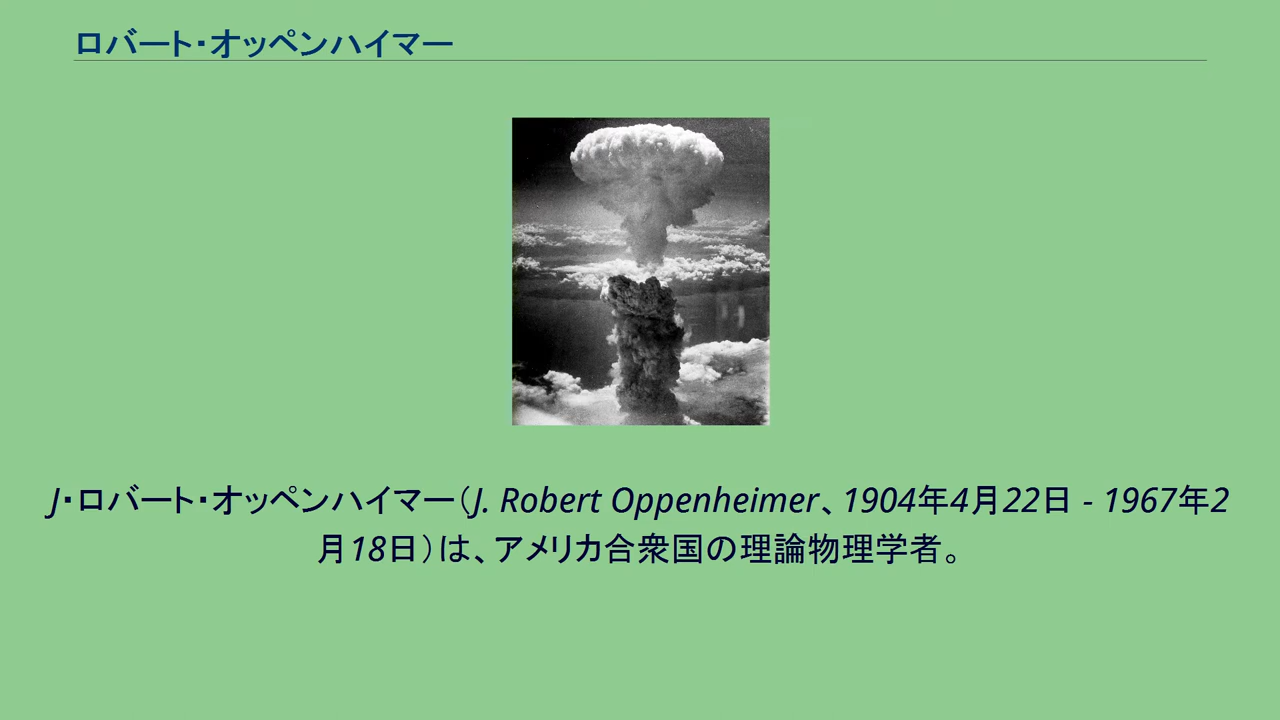 ロバート・オッペンハイマー
J・ロバート・オッペンハイマー（J. Robert Oppenheimer、1904年4月22日 - 1967年2
月18日）は、アメリカ合衆国の理論物理学者。